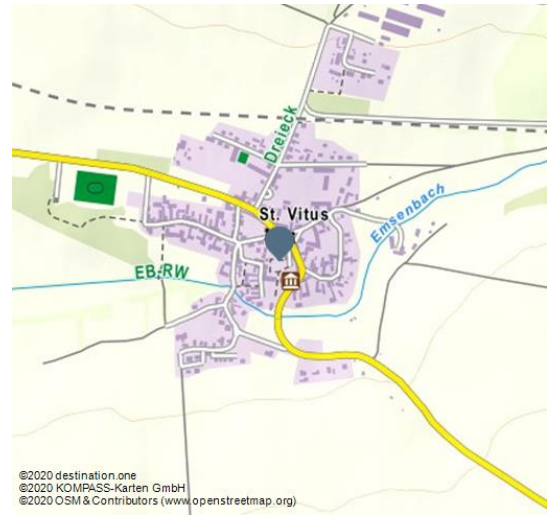 Dreieck
St. Vitus
Emsenbach
EB-RW
©2020 destination.one
©2020 KOMPASS-Karten GmbH
©2020 OSM & Contributors (www.openstreetmap.org)